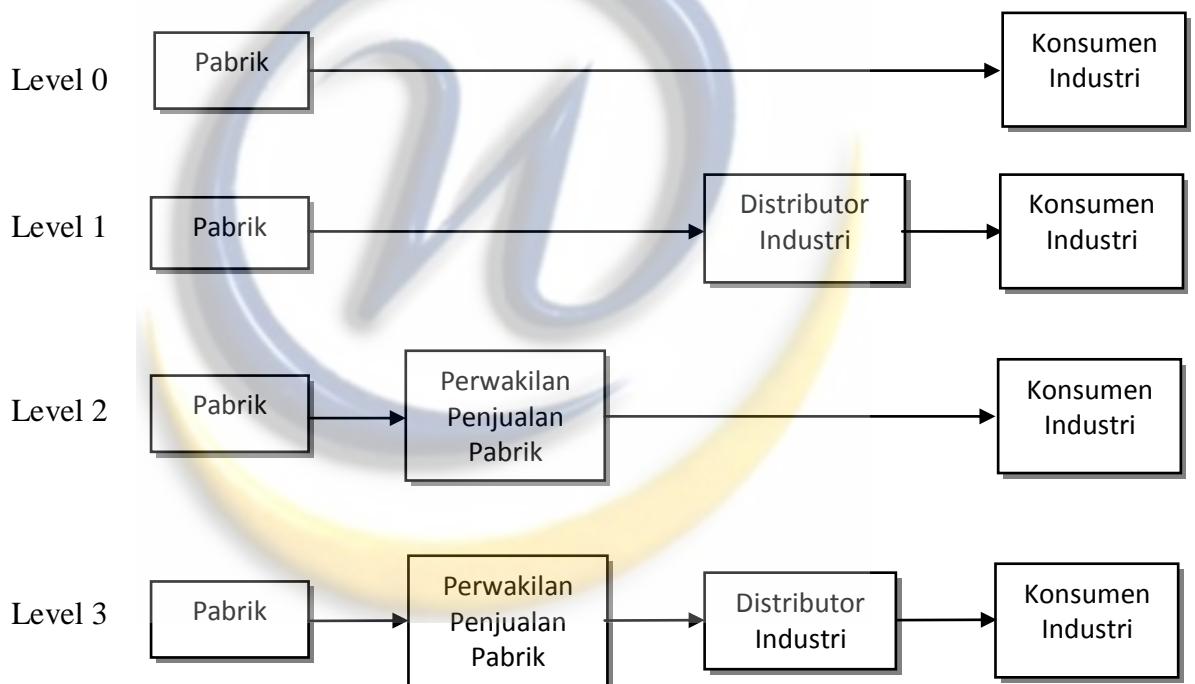 Level 0
Pabrik
Konsumen
Industri
Level 1
Pabrik
Distributor
Industri
Konsumen
Industri
Level 2
Pabrik
Perwakilan
Penjualan
Pabrik
Konsumen
Industri
Level 3
Pabrik
Perwakilan
Penjualan
Pabrik
Distributor
Industri
Konsumen
Industri